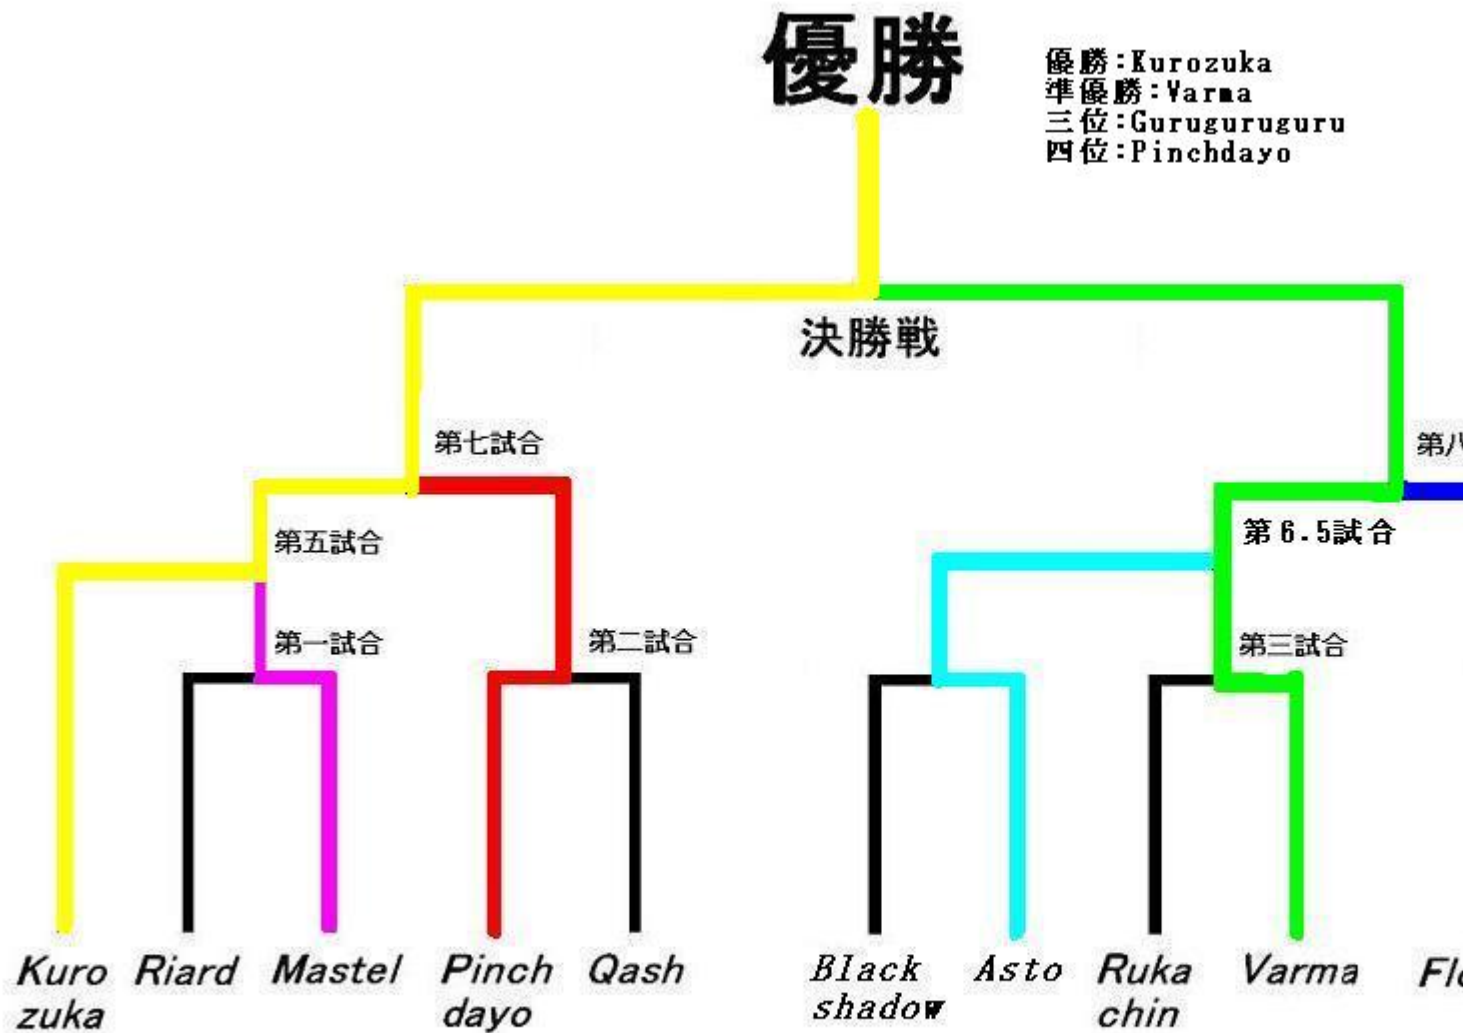 優勝
優勝:Kurozuka
準優勝:Varma
三位:Guruguruguru
四位:Pinchdayo
決勝戦
第七試合
第八
第五試合
第6.5試合
第一試合
第二試合
第三試合
Kuro
zuka
Riard
Mastel
Pinch
dayo
Qash
Black
shadow
Asto
Ruka
chin
Varma